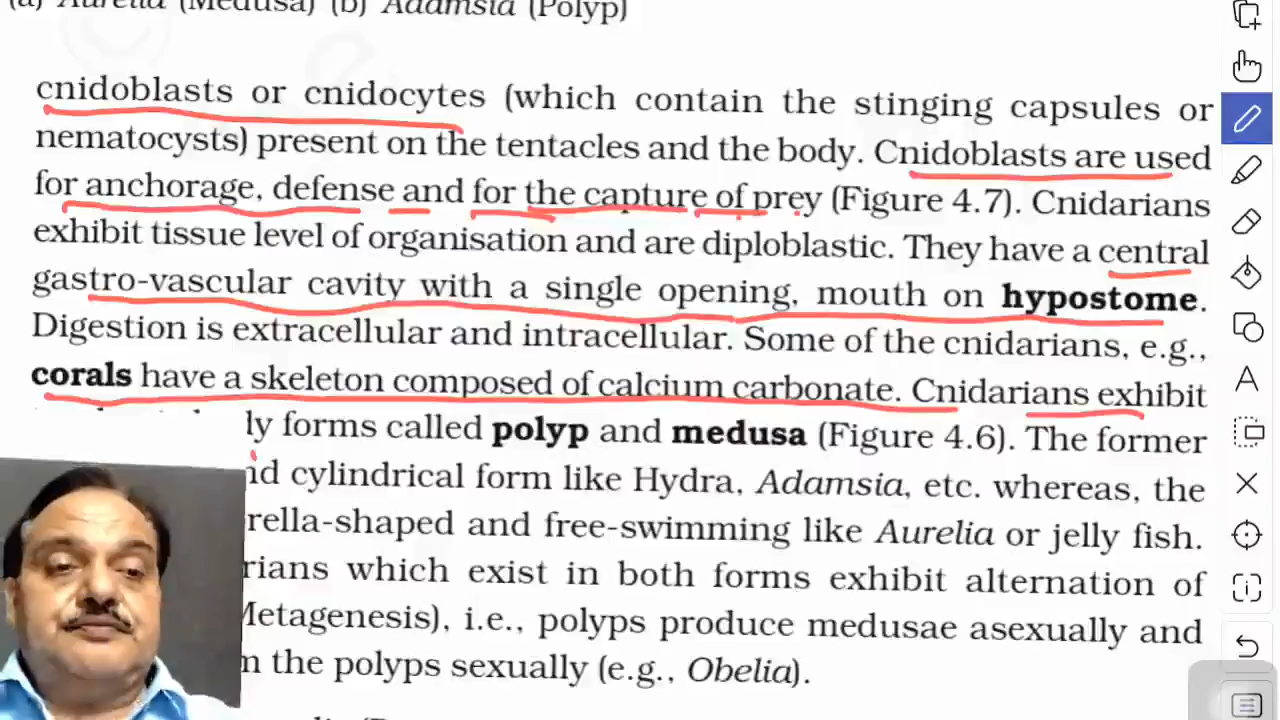 (a) Aurelia (Medusa) (b) Adamsia (Polyp)
cnidoblasts or cnidocytes (which contain the stinging capsules or
nematocysts) present on the tentacles and the body. Cnidoblasts are used
for anchorage, defense and for the capture of prey (Figure 4.7). Cnidarians
exhibit tissue level of organisation and are diploblastic. They have a central
gastro-vascular cavity with a single opening, mouth on hypostome.
Digestion is extracellular and intracellular. Some of the cnidarians, e.g.,
corals have a skeleton composed of calcium carbonate. Cnidarians exhibit
ly forms called polyp and medusa (Figure 4.6). The former
nd cylindrical form like Hydra, Adamsia, etc. whereas, the
rella-shaped and free-swimming like Aurelia or jelly fish.
rians which exist in both forms exhibit alternation of
Metagenesis), i.e., polyps produce medusae asexually and
m the polyps sexually (e.g., Obelia).